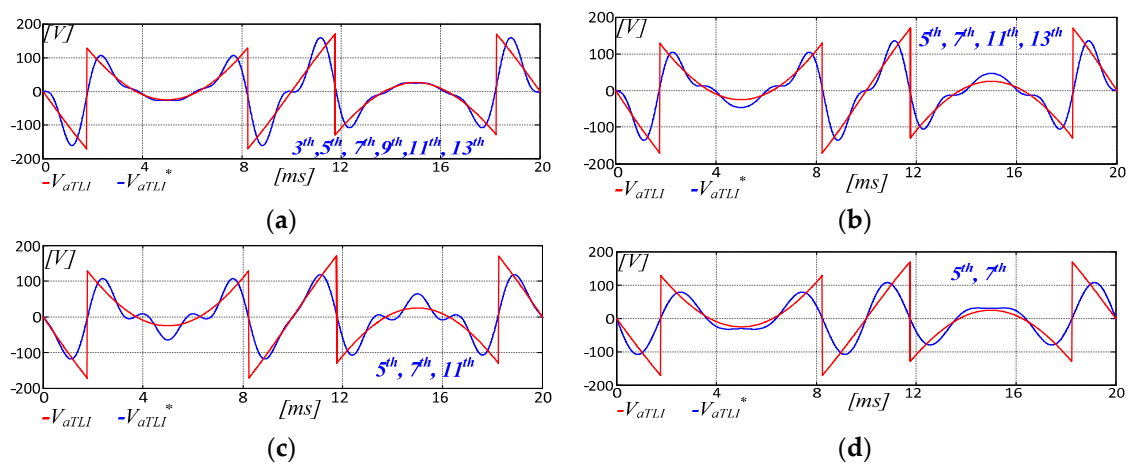 [V]
200
100
0
-100
-200
3th,5th, 7th,9th,11th, 13th
0 4 8 12 16 20
[ms]
-VaTLI -VaTLI*
(a)
[V]
200
100
0
-100
-200
5th, 7th, 11th, 13th
0 4 8 12 16 20
[ms]
-VaTLI -VaTLI*
(b)
[V]
200
100
0
-100
-200
5th, 7th, 11th
0 4 8 12 16 20
[ms]
-VaTLI -VaTLI*
(c)
[V]
200
100
0
-100
-200
5th, 7th
0 4 8 12 16 20
[ms]
-VaTLI -VaTLI*
(d)